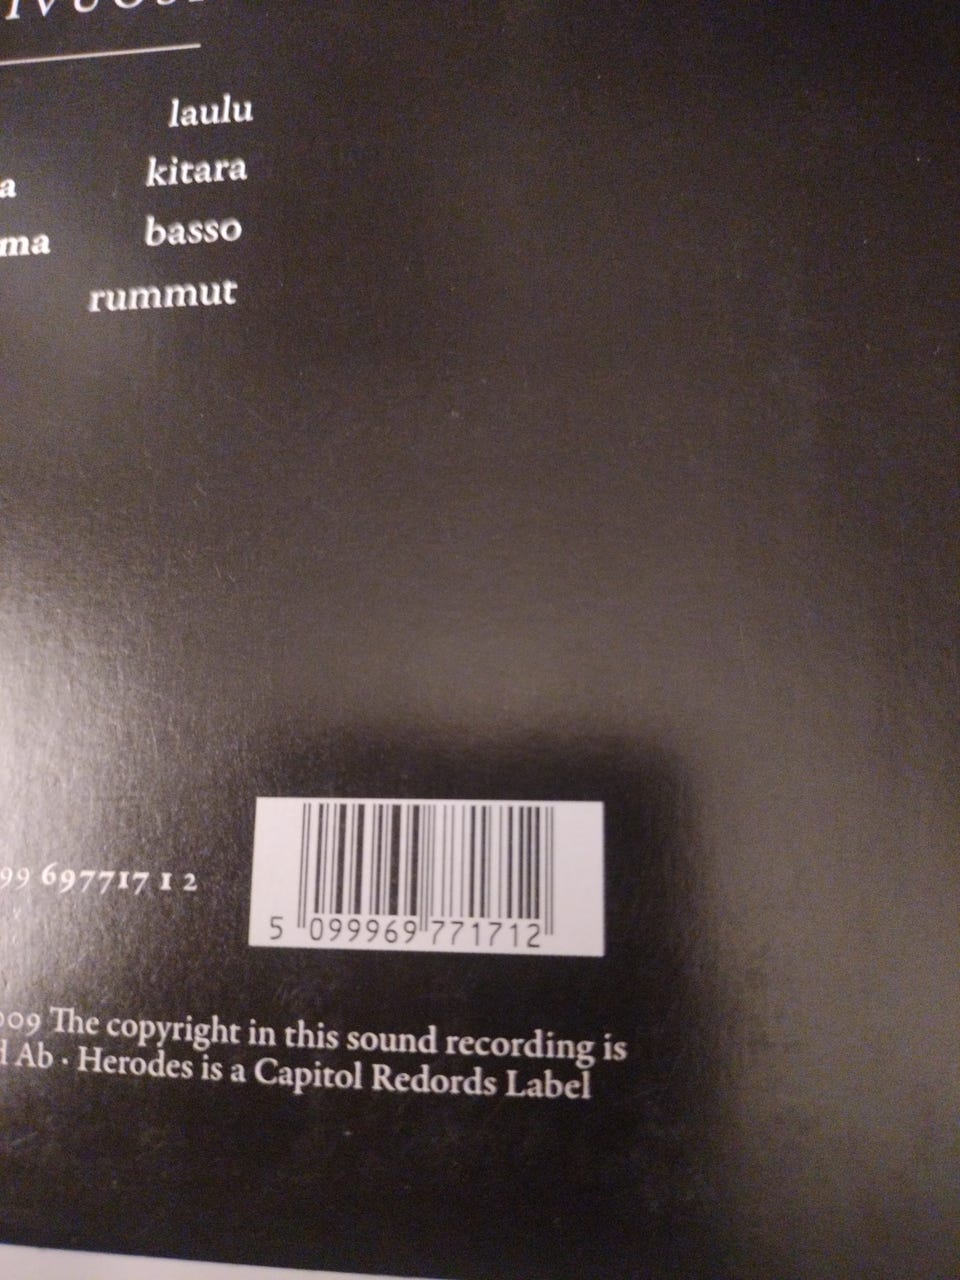 laulu
a kitara
ma basso
rummut
99 697717 1 2
5 099969 771712
009 The copyright in this sound recording is
d Ab · Herodes is a Capitol Redords Label